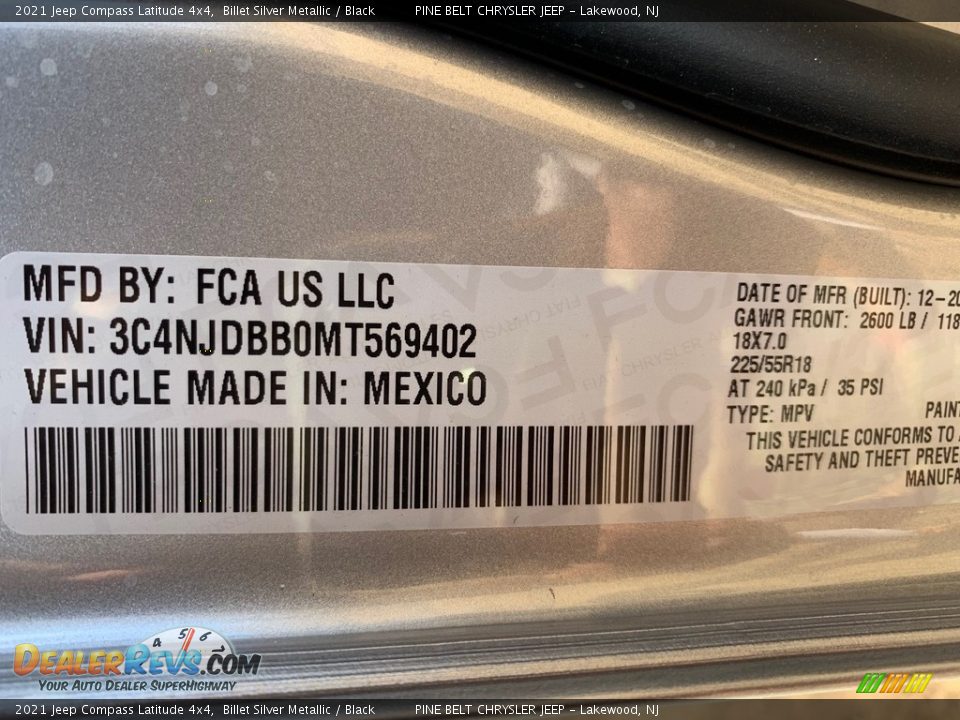 2021 Jeep Compass Latitude 4x4, Billet Silver Metallic / Black PINE BELT CHRYSLER JEEP - Lakewood, NJ
MFD BY: FCA US LLC
VIN: 3C4NJDBB0MT569402
VEHICLE MADE IN: MEXICO
DATE OF MFR (BUILT): 12-20
GAWR FRONT: 2600 LB / 118
18X7.0
225/55R18
AT 240 kPa / 35 PSI
TYPE: MPV PAINT
THIS VEHICLE CONFORMS TO
SAFETY AND THEFT PREVE
MANUFA
4 5 6
DEALERREVS.COM
YOUR AUTO DEALER SUPERHIGHWAY
2021 Jeep Compass Latitude 4x4, Billet Silver Metallic / Black PINE BELT CHRYSLER JEEP - Lakewood, NJ